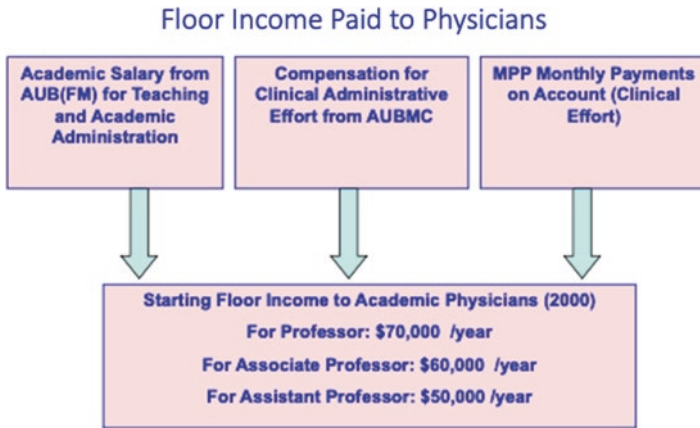 Floor Income Paid to Physicians
Academic Salary from
AUB(FM) for Teaching
and Academic
Administration
Compensation for
Clinical Administrative
Effort from AUBMC
MPP Monthly Payments
on Account (Clinical
Effort)
Starting Floor Income to Academic Physicians (2000)
For Professor: $70,000 /year
For Associate Professor: $60,000 /year
For Assistant Professor: $50,000 /year